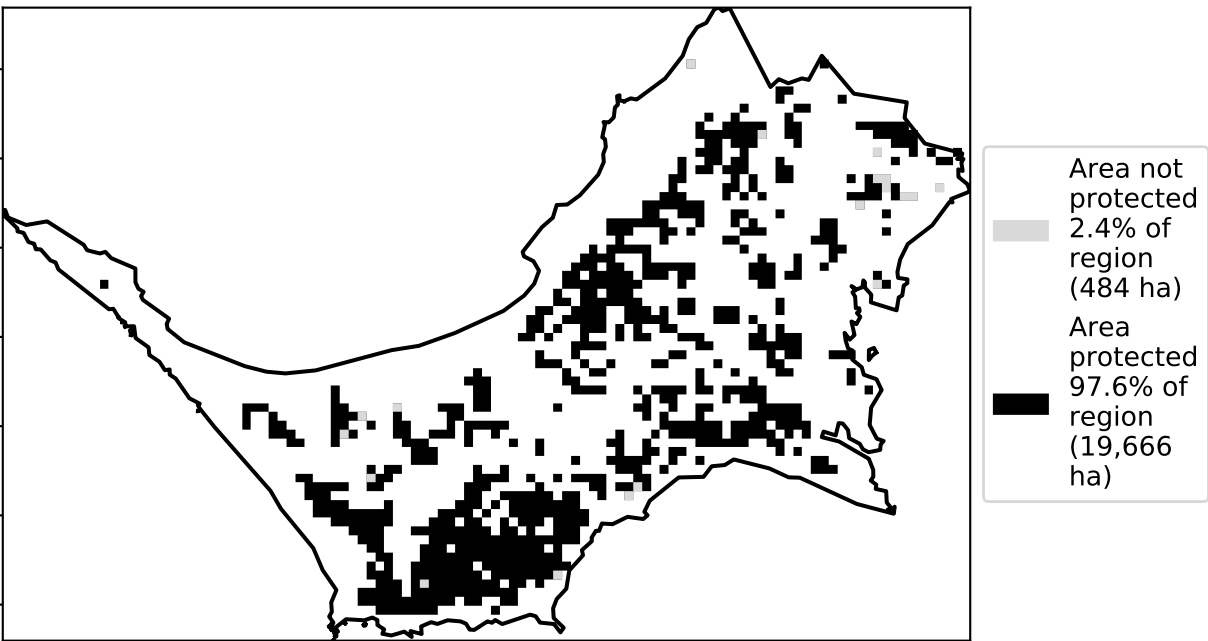 Area not
protected
2.4% of
region
(484 ha)
Area
protected
97.6% of
region
(19,666
ha)